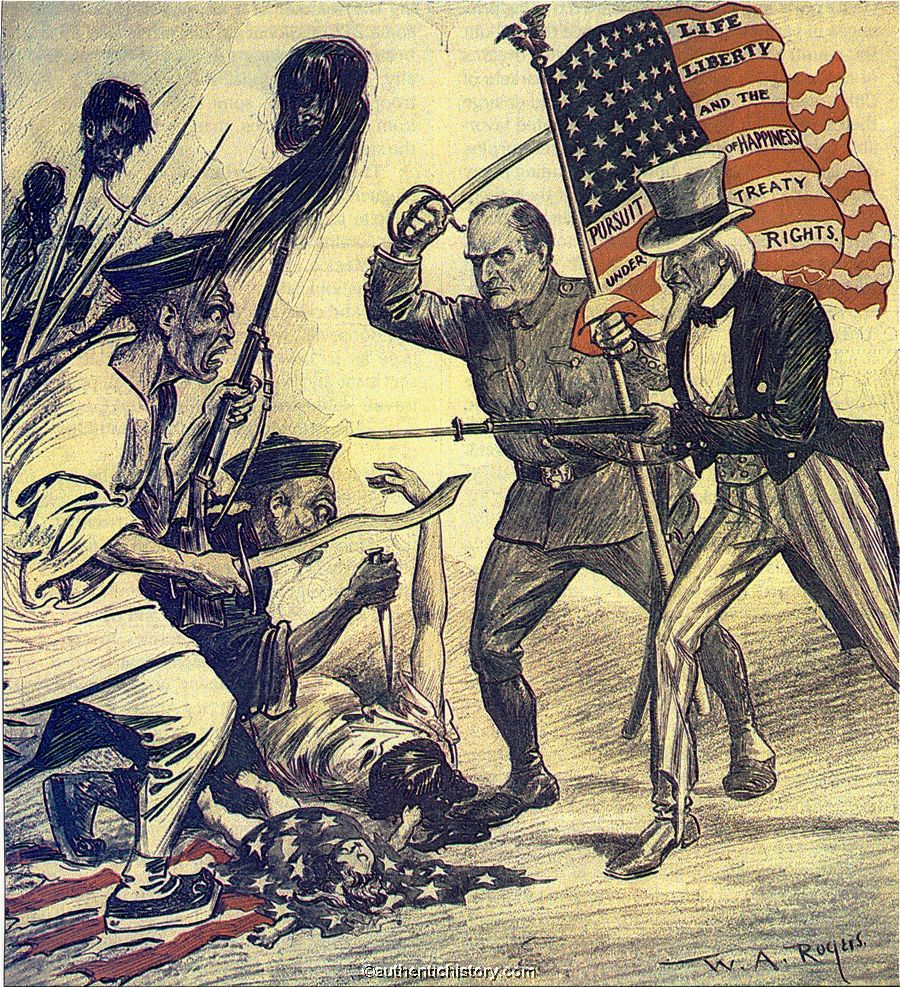 LIFE
LIBERTY
AND THE
PURSUIT OF HAPPINESS
UNDER TREATY
RIGHTS.
W. A. ROGERS.
©authentichistory.com